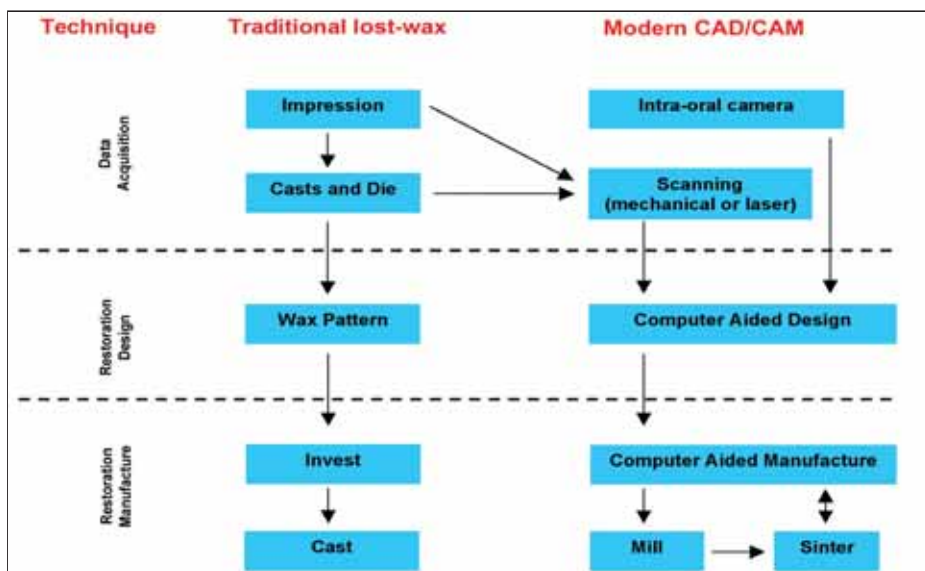 Technique
Traditional lost-wax
Modern CAD/CAM
Data
Acquisition
Impression
Intra-oral camera
Casts and Die
Scanning
(mechanical or laser)
Restoration
Design
Wax Pattern
Computer Aided Design
Restoration
Manufacture
Invest
Computer Aided Manufacture
Cast
Mill
Sinter